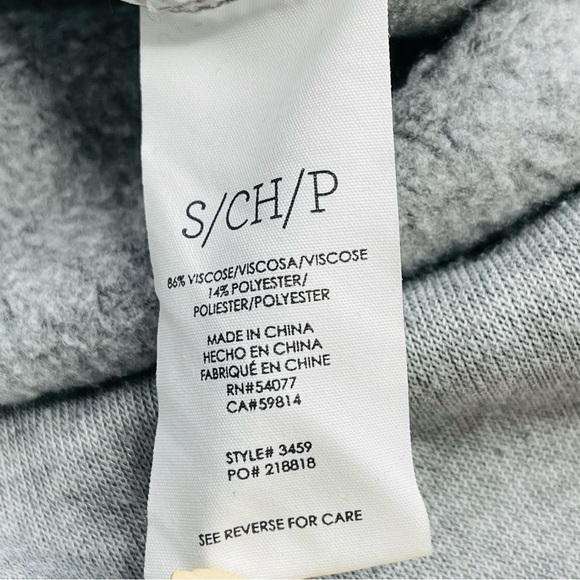 S/CH/P
86% VISCOSE/VISCOSA/VISCOSE
14% POLYESTER/
POLIESTER/POLYESTER
MADE IN CHINA
HECHO EN CHINA
FABRIQUÉ EN CHINE
RN#54077
CA#59814
STYLE# 3459
PO# 218818
SEE REVERSE FOR CARE